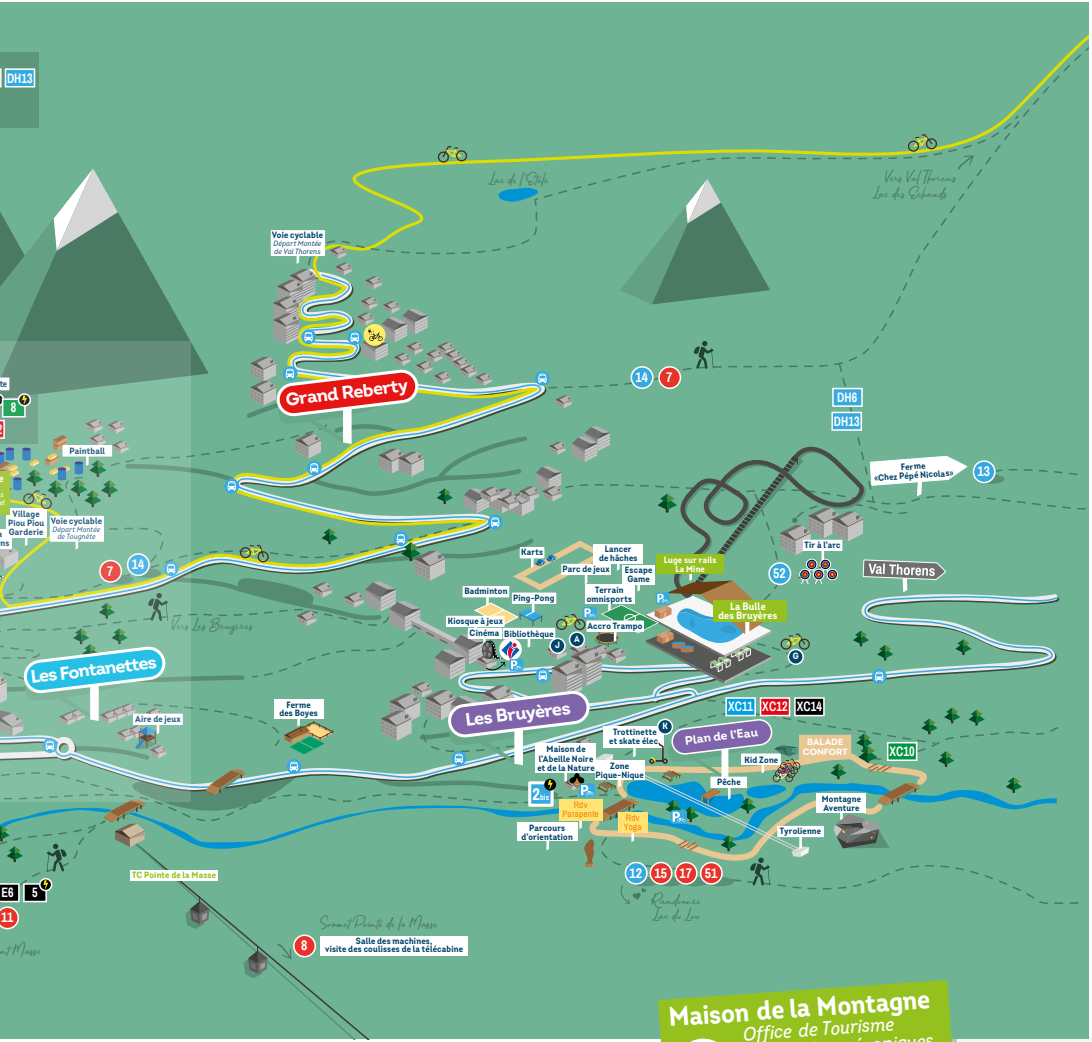 DH13
Lac de l'Etelé
Vers Val Thorens
Lac des Echauds
Voie cyclable
Départ Montée
de Val Thorens
Grand Reberty
14
7
DH6
DH13
8
Paintball
Ferme
«Chez Pépé Nicolas»
13
Village
Piou Piou
Garderie
Voie cyclable
Départ Montée
de Tougnète
Karts
Lancer
de hâches
Parc de jeux
Escape
Game
Luge sur rails
La Mine
Tir à l'arc
52
Val Thorens
7
14
Badminton
Ping-Pong
Terrain
omnisports
P
La Bulle
des Bruyères
Kiosque à jeux
Cinéma
Bibliothèque
P
Accro Trampo
J
A
G
P
Vers Les Bruyères
Les Fontanettes
Aire de jeux
Ferme
des Boyes
Les Bruyères
XC11
XC12
XC14
K
Trottinette
et skate élec.
Plan de l'Eau
BALADE
CONFORT
XC10
Maison de
l'Abeille Noire
et de la Nature
Zone
Pique-Nique
Kid Zone
Pêche
2bis
P
Rdv
Parapente
Rdv
Yoga
P
Montagne
Aventure
Parcours
d'orientation
Tyrolienne
12
15
17
51
Randonnée
Lac du Lou
TC Pointe de la Masse
E6
5
11
Sommet Pointe de la Masse
8
Salle des machines,
visite des coulisses de la télécabine
Masse
Maison de la Montagne
Office de Tourisme